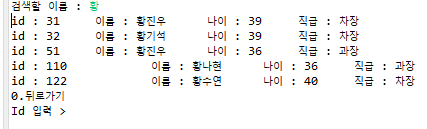 검색할 이름 : 황
id : 31 이름 : 황진우 나이 : 39 직급 : 차장
id : 32 이름 : 황기석 나이 : 39 직급 : 차장
id : 51 이름 : 황진우 나이 : 36 직급 : 과장
id : 110 이름 : 황나현 나이 : 36 직급 : 과장
id : 122 이름 : 황수연 나이 : 40 직급 : 차장
0.뒤로가기
Id 입력 >